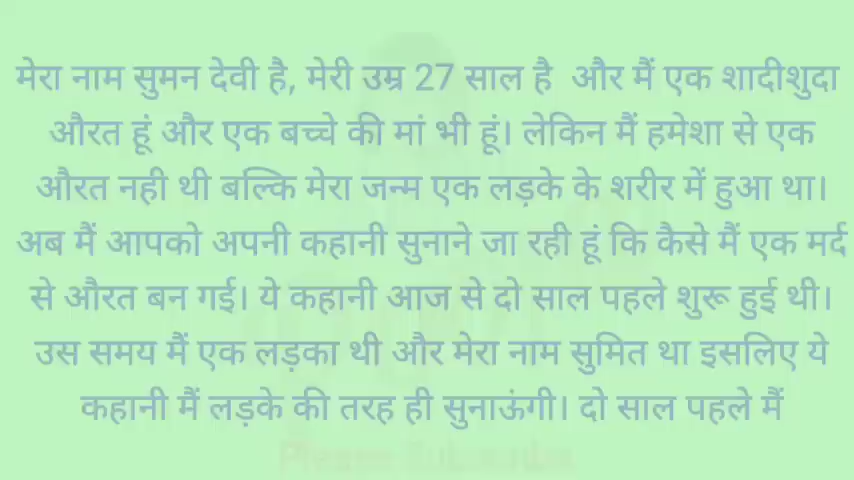 मेरा नाम सुमन देवी है, मेरी उम्र 27 साल है और मैं एक शादीशुदा
औरत हूं और एक बच्चे की मां भी हूं। लेकिन मैं हमेशा से एक
औरत नही थी बल्कि मेरा जन्म एक लड़के के शरीर में हुआ था।
अब मैं आपको अपनी कहानी सुनाने जा रही हूं कि कैसे मैं एक मर्द
से औरत बन गई। ये कहानी आज से दो साल पहले शुरू हुई थी।
उस समय मैं एक लड़का थी और मेरा नाम सुमित था इसलिए ये
कहानी मैं लड़के की तरह ही सुनाऊंगी। दो साल पहले मैं
Please Subscribe